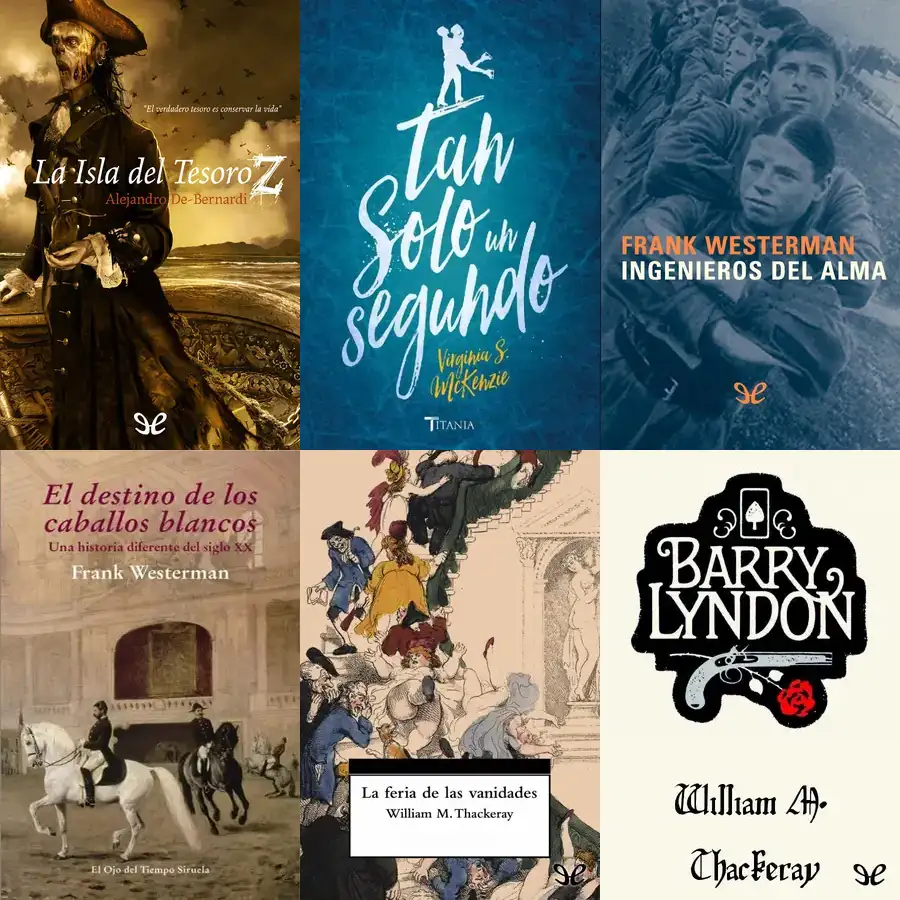 "El verdadero tesoro es conservar la vida"
La Isla del Tesoro Z
Alejandro De-Bernardi
tan
solo un
segundo
Virginia S.
McKenzie
TITANIA
FRANK WESTERMAN
INGENIEROS DEL ALMA
El destino de los
caballos blancos
Una historia diferente del siglo XX
Frank Westerman
El Ojo del Tiempo Siruela
La feria de las vanidades
William M. Thackeray
BARRY
LYNDON
William M.
Thackeray